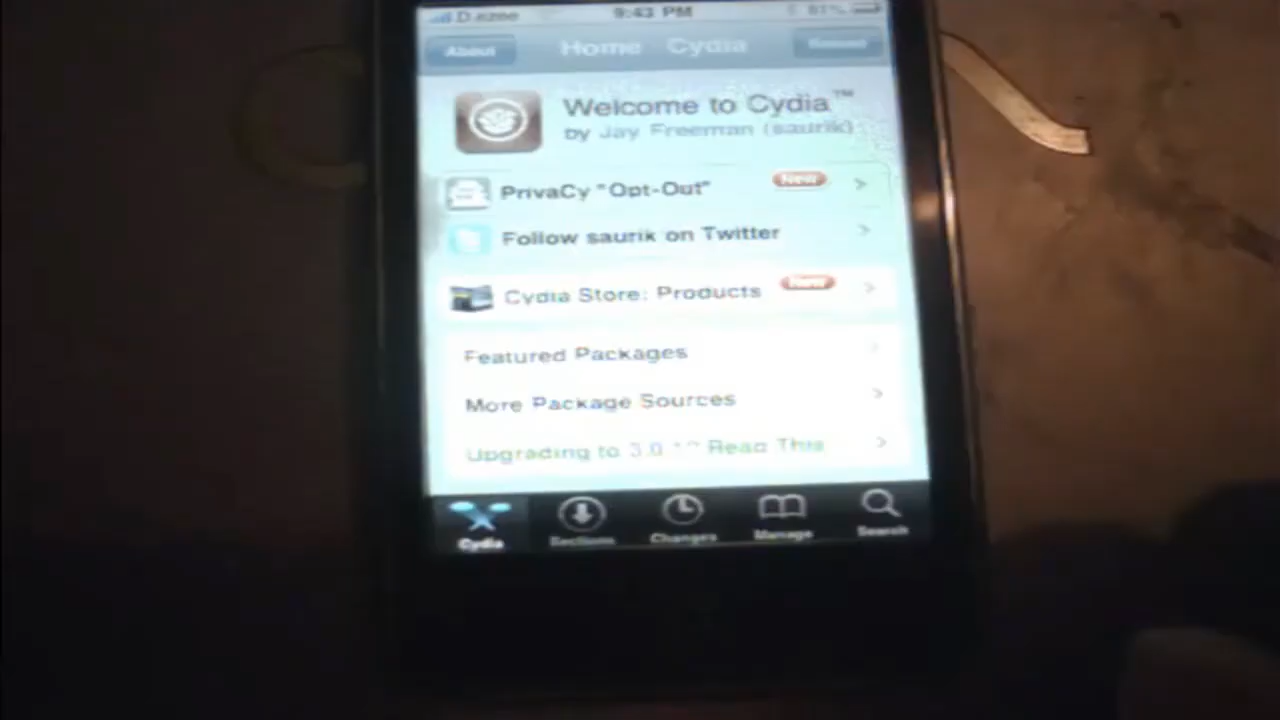 9:43 PM 81%
About Home Cydia
Welcome to Cydia™
by Jay Freeman (saurik)
PrivaCy "Opt-Out" New
Follow saurik on Twitter
Cydia Store: Products New
Featured Packages
More Package Sources
Upgrading to 3.0 Read This
Cydia Sections Changes Manage Search